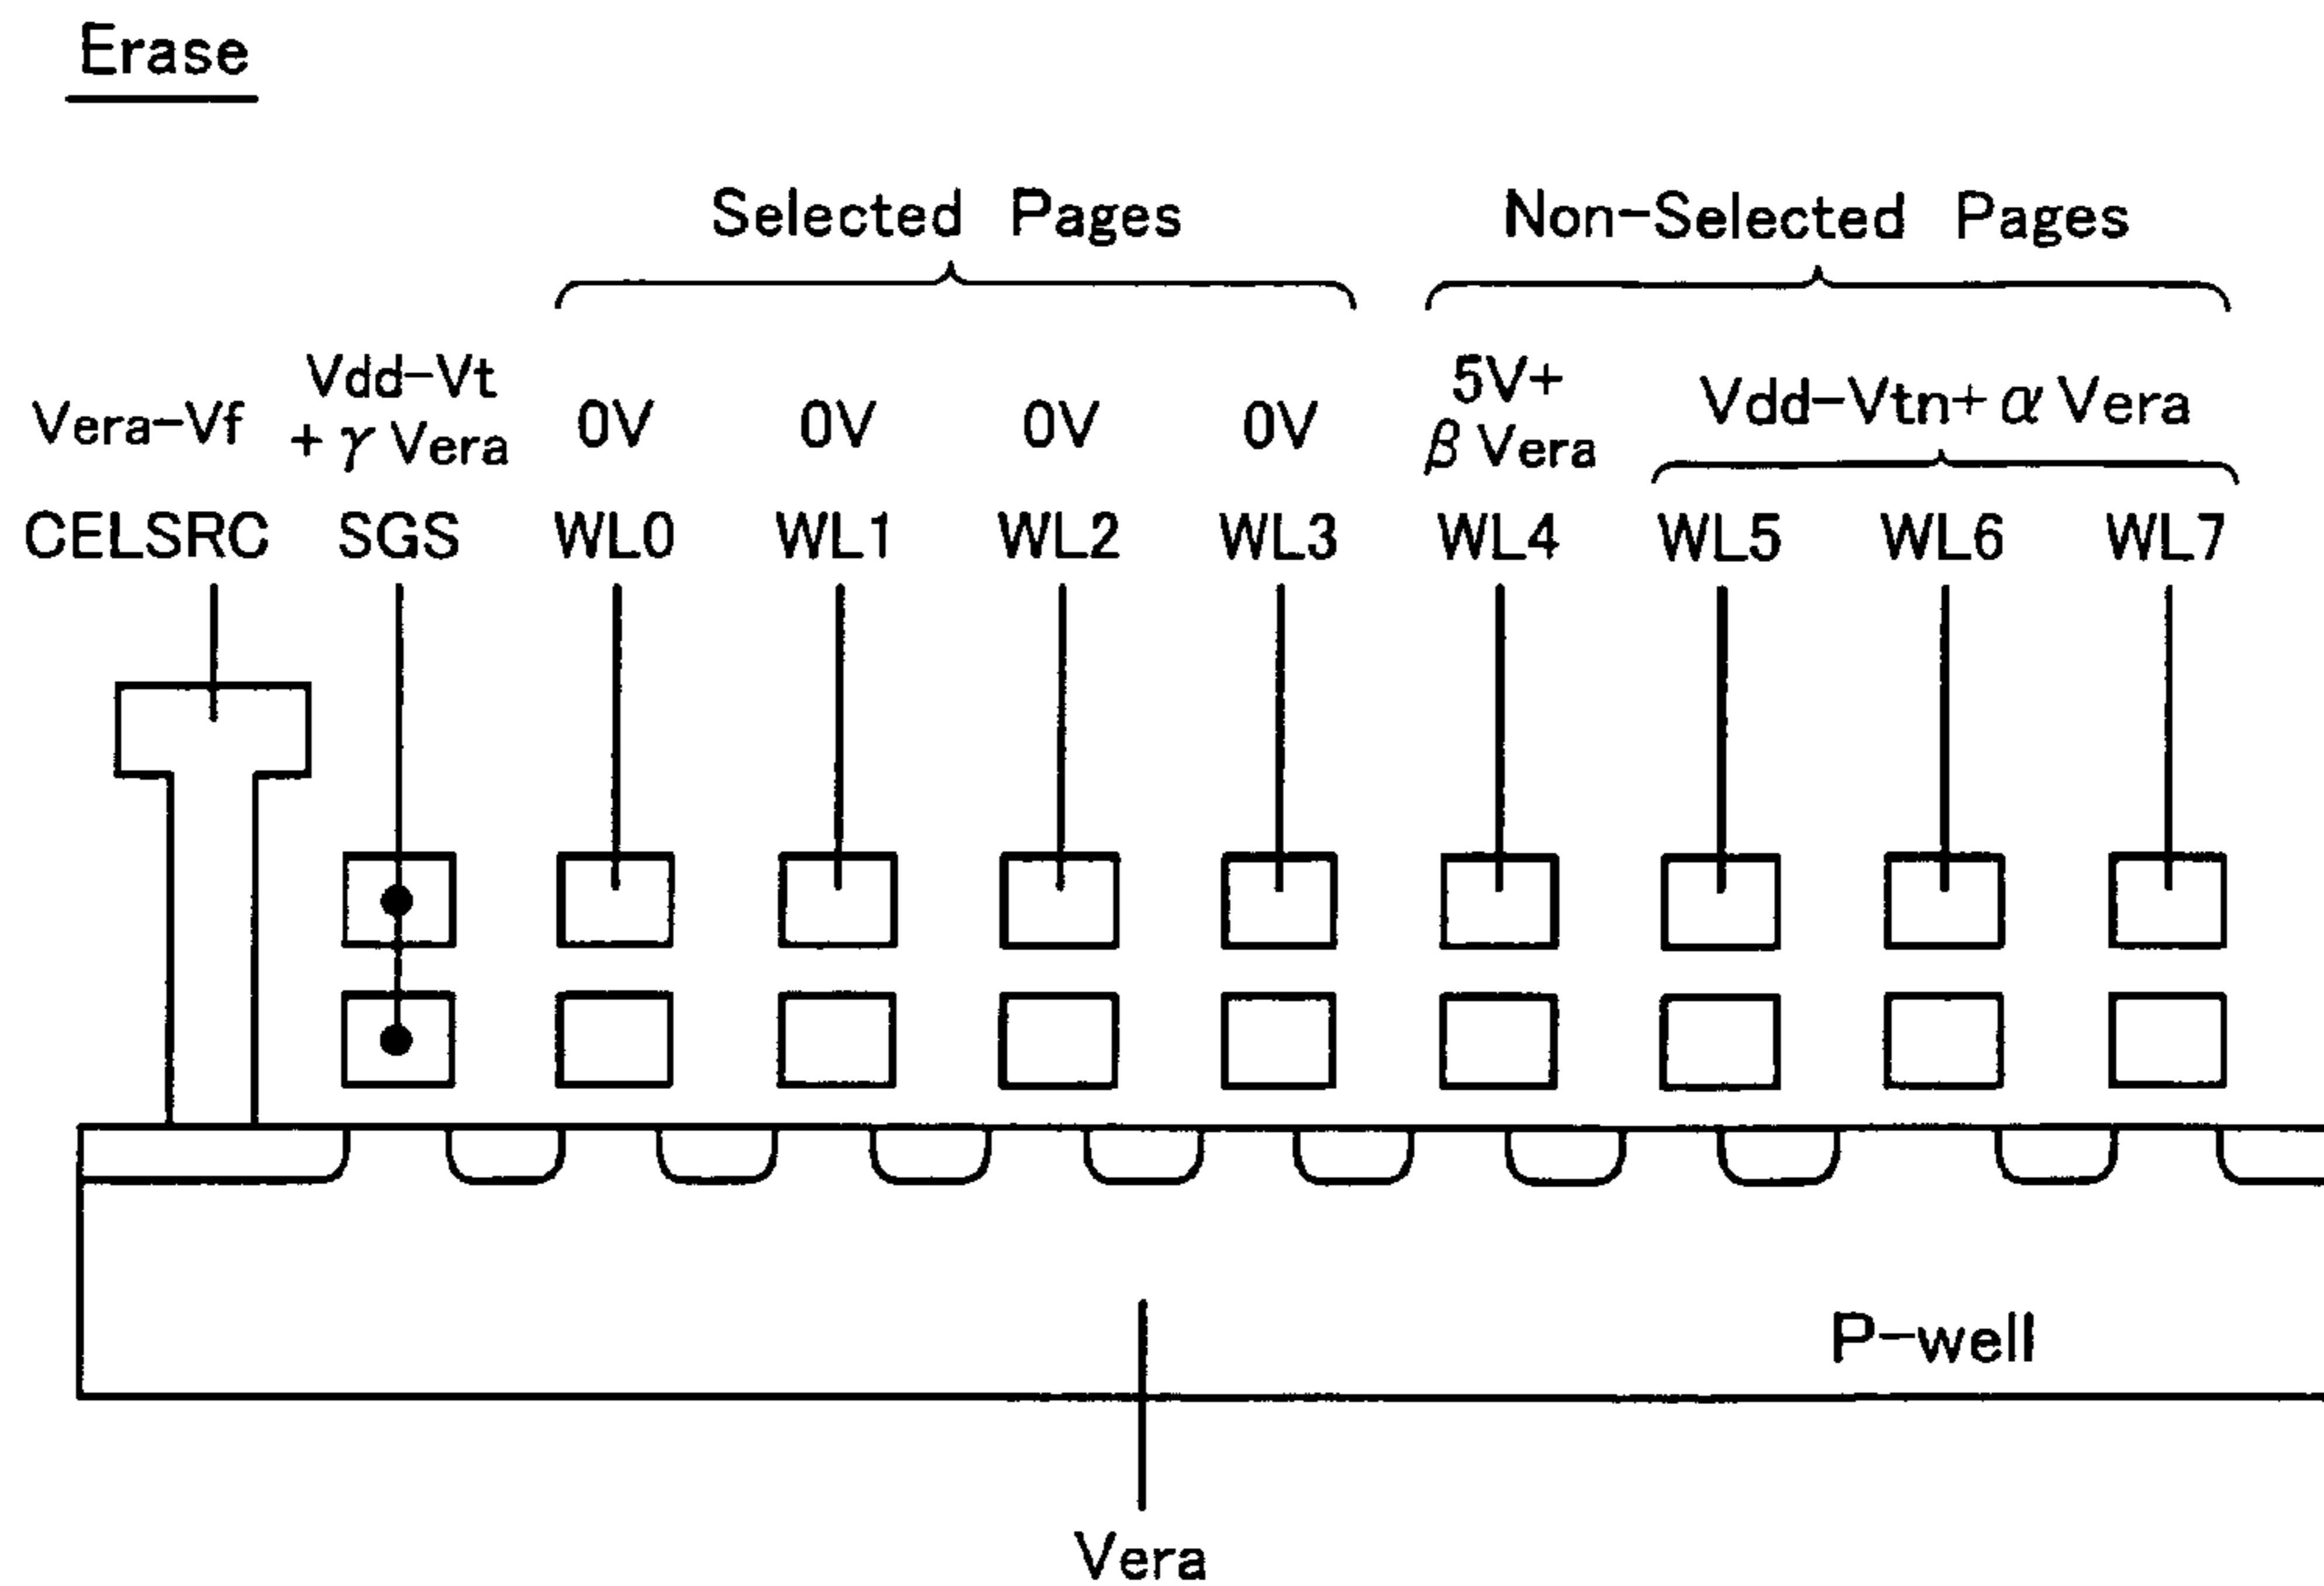 Erase
Selected Pages Non-Selected Pages
Vera-Vf Vdd-Vt 0V 0V 0V 0V 5V+ Vdd-Vtn+αVera
+γVera βVera
CELSRC SGS WL0 WL1 WL2 WL3 WL4 WL5 WL6 WL7
P-well
Vera